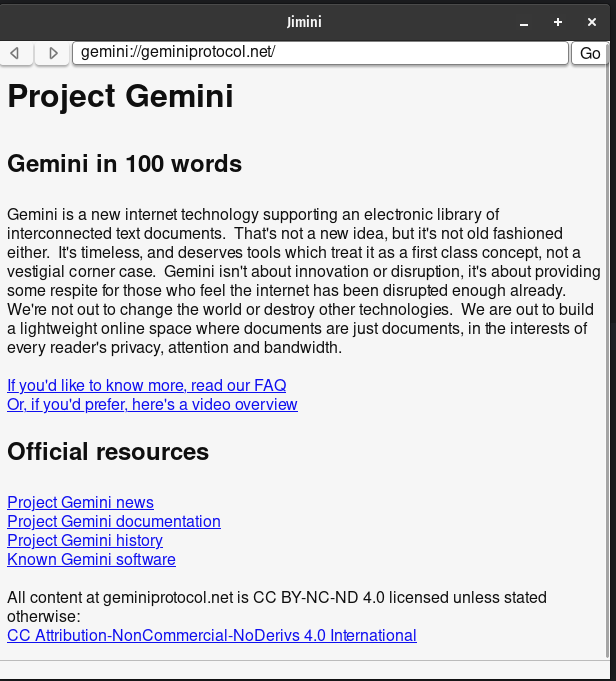 Jimini
gemini://geminiprotocol.net/
Go
Project Gemini
Gemini in 100 words
Gemini is a new internet technology supporting an electronic library of
interconnected text documents.  That's not a new idea, but it's not old fashioned
either.  It's timeless, and deserves tools which treat it as a first class concept, not a
vestigial corner case.  Gemini isn't about innovation or disruption, it's about providing
some respite for those who feel the internet has been disrupted enough already.
We're not out to change the world or destroy other technologies.  We are out to build
a lightweight online space where documents are just documents, in the interests of
every reader's privacy, attention and bandwidth.
If you'd like to know more, read our FAQ
Or, if you'd prefer, here's a video overview
Official resources
Project Gemini news
Project Gemini documentation
Project Gemini history
Known Gemini software
All content at geminiprotocol.net is CC BY-NC-ND 4.0 licensed unless stated
otherwise:
CC Attribution-NonCommercial-NoDerivs 4.0 International